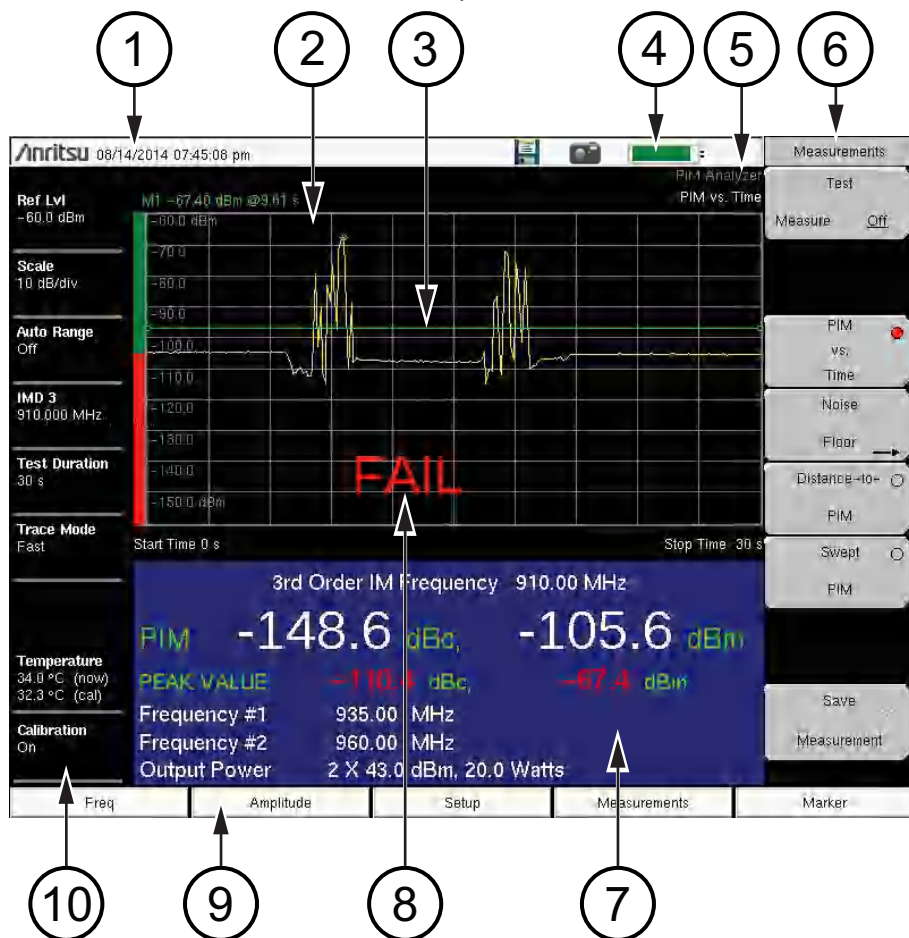 1 2 3 4 5 6
Anritsu 08/14/2014 07:45:08 pm
Measurements
PIM Analyzer
PIM vs. Time
Ref Lvl
-60.0 dBm
Scale
10 dB/div
Auto Range
Off
IMD 3
910.000 MHz
Test Duration
30 s
Trace Mode
Fast
Temperature
34.0 °C (now)
32.3 °C (cal)
Calibration
On
M1 -67.40 dBm @9.61 s
-60.0 dBm
-70.0
-80.0
-90.0
-100.0
-110.0
-120.0
-130.0
-140.0
-150.0 dBm
FAIL
Start Time 0 s
Stop Time 30 s
3rd Order IM Frequency 910.00 MHz
PIM -148.6 dBc, -105.6 dBm
PEAK VALUE -110.4 dBc, -67.4 dBm
Frequency #1 935.00 MHz
Frequency #2 960.00 MHz
Output Power 2 X 43.0 dBm, 20.0 Watts
Test
Measure Off
PIM
vs.
Time
Noise
Floor
Distance-to-
PIM
Swept
PIM
Save
Measurement
Freq
Amplitude
Setup
Measurements
Marker
10 9 8 7